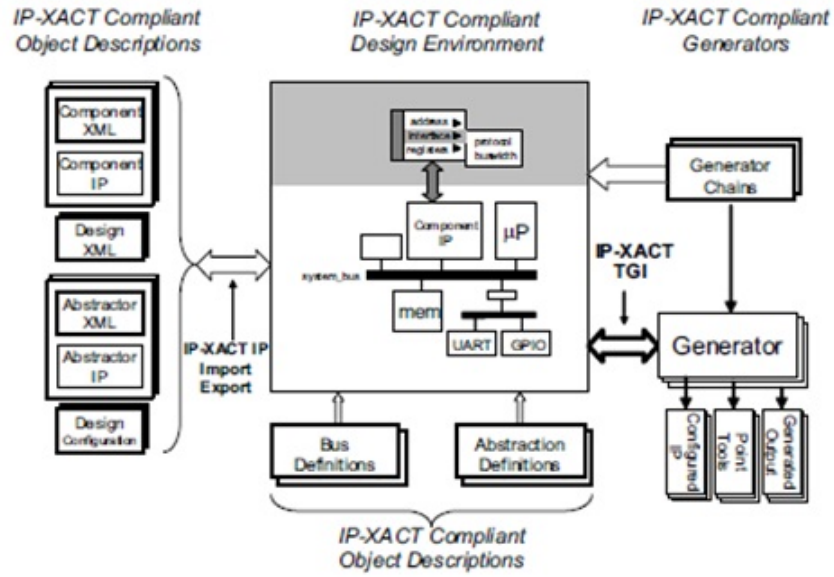 IP-XACT Compliant
Object Descriptions
IP-XACT Compliant
Design Environment
IP-XACT Compliant
Generators
Component
XML
Component
IP
Design
XML
Abstractor
XML
Abstractor
IP
Design
Configuration
IP-XACT IP
Import
Export
address
interface
registers
protocol
buswidth
Component
IP
µP
system_bus
mem
UART
GPIO
Bus
Definitions
Abstraction
Definitions
IP-XACT Compliant
Object Descriptions
Generator
Chains
IP-XACT
TGI
Generator
Configured
IP
Point
Tools
Generated
Output